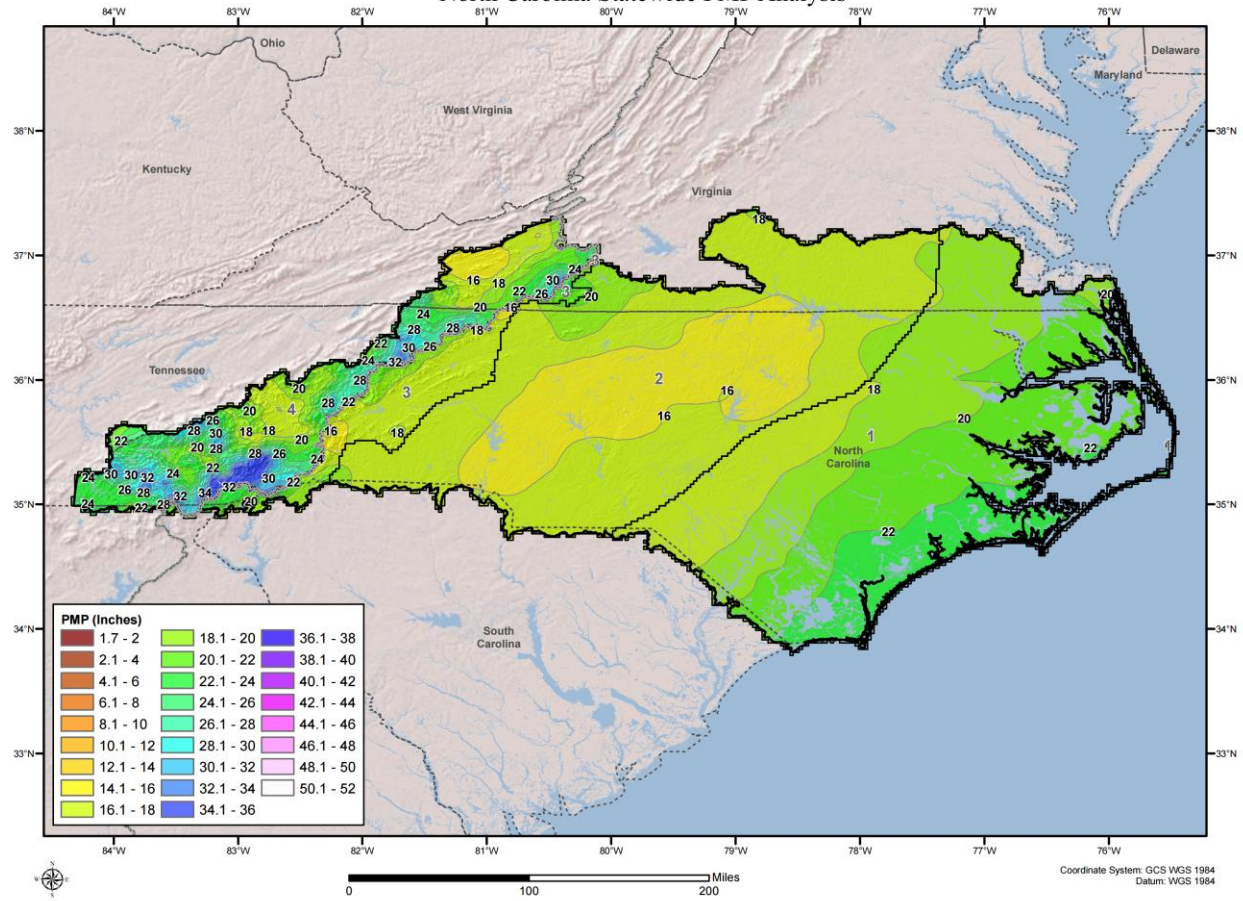 North Carolina Statewide PMP Analysis
84°W 83°W 82°W 81°W 80°W 79°W 78°W 77°W 76°W
Ohio
Delaware
Maryland
West Virginia
38°N 38°N
Kentucky
Virginia
18
37°N 37°N
24
16 18 30 3
22 26 20 20
20 16
24
28 28 18
22 30 26
24 32
36°N 36°N
Tennessee
28
20 3 2
28 22 16 18
20 4 16 20
26
28 30 18 18 16 18 1
22 20 28 20 North
Carolina
28 26 24 22
22
24 30 30 32 24 30
26 28 32 34 32 22
24 22 28 20
35°N 35°N
22
34°N 34°N
South
Carolina
33°N 33°N
PMP (Inches)
1.7 - 2 18.1 - 20 36.1 - 38
2.1 - 4 20.1 - 22 38.1 - 40
4.1 - 6 22.1 - 24 40.1 - 42
6.1 - 8 24.1 - 26 42.1 - 44
8.1 - 10 26.1 - 28 44.1 - 46
10.1 - 12 28.1 - 30 46.1 - 48
12.1 - 14 30.1 - 32 48.1 - 50
14.1 - 16 32.1 - 34 50.1 - 52
16.1 - 18 34.1 - 36
84°W 83°W 82°W 81°W 80°W 79°W 78°W 77°W 76°W
N
W E
S
Miles
0 100 200
Coordinate System: GCS WGS 1984
Datum: WGS 1984